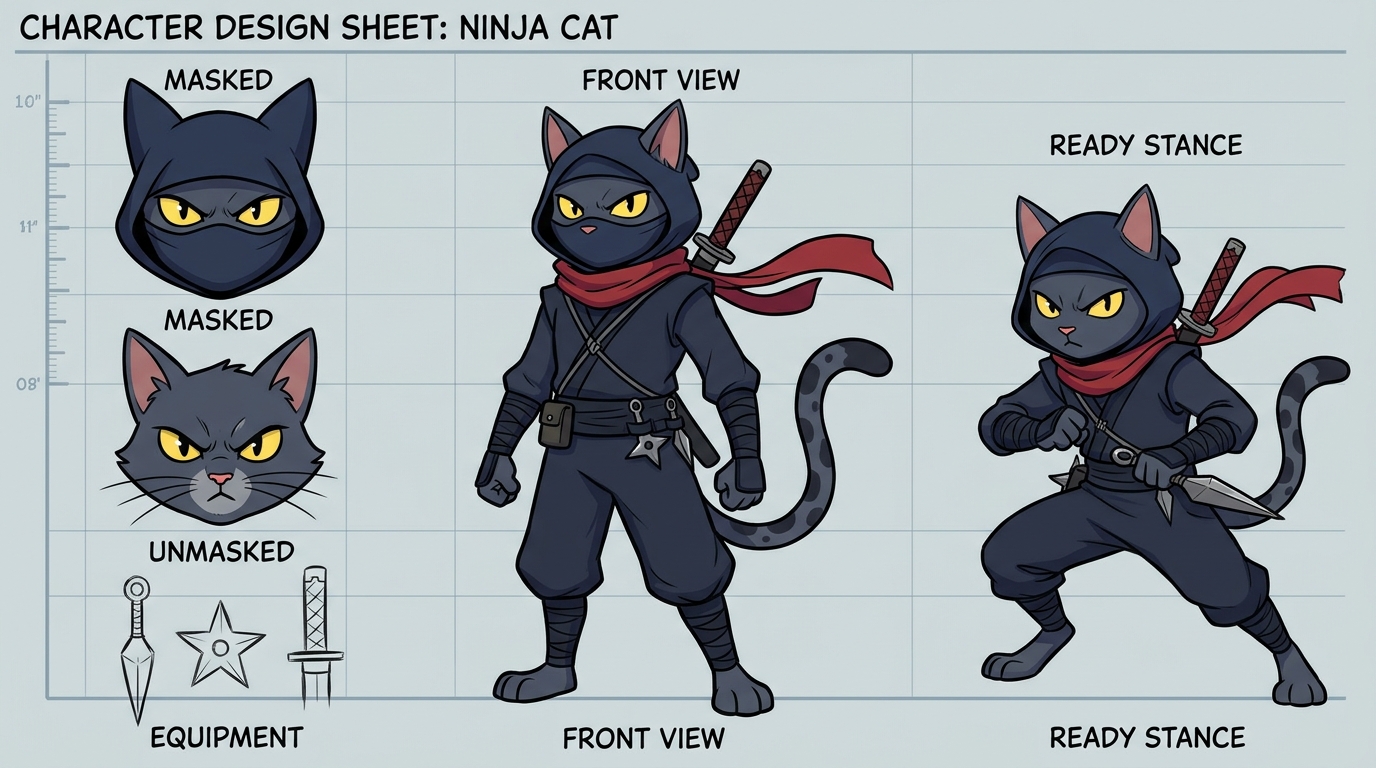 CHARACTER DESIGN SHEET: NINJA CAT
MASKED
FRONT VIEW
READY STANCE
10"
11"
MASKED
08'
UNMASKED
EQUIPMENT
FRONT VIEW
READY STANCE